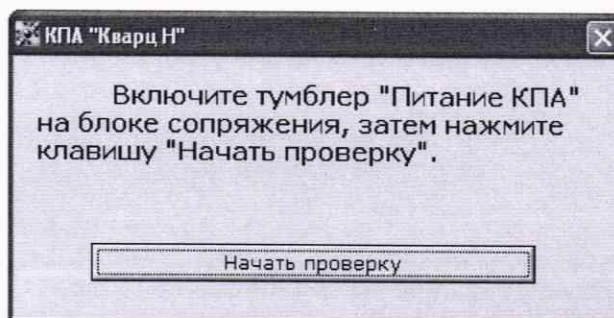 КПА "Кварц Н"
Включите тумблер "Питание КПА"
на блоке сопряжения, затем нажмите
клавишу "Начать проверку".
Начать проверку